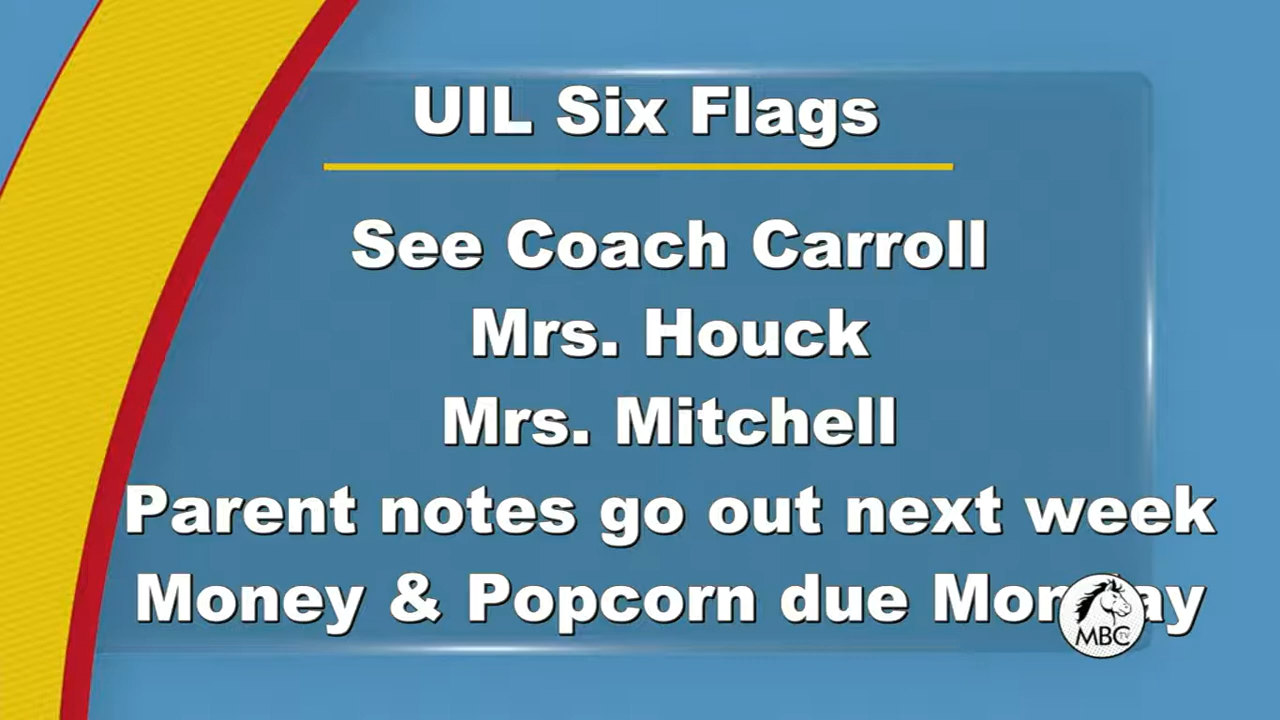 UIL Six Flags
See Coach Carroll
Mrs. Houck
Mrs. Mitchell
Parent notes go out next week
Money & Popcorn due Monday
MBC TV